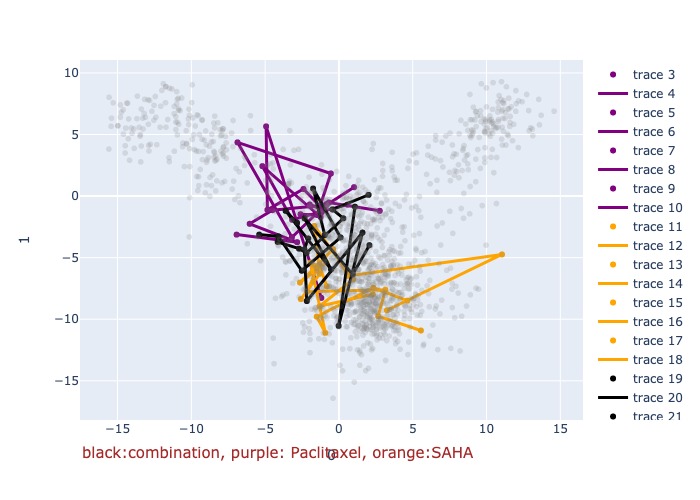 10
5
0
−5
−10
−15
1
−15
−10
−5
0
5
10
15
0
black:combination, purple: Paclitaxel, orange:SAHA
trace 3
trace 4
trace 5
trace 6
trace 7
trace 8
trace 9
trace 10
trace 11
trace 12
trace 13
trace 14
trace 15
trace 16
trace 17
trace 18
trace 19
trace 20
trace 21